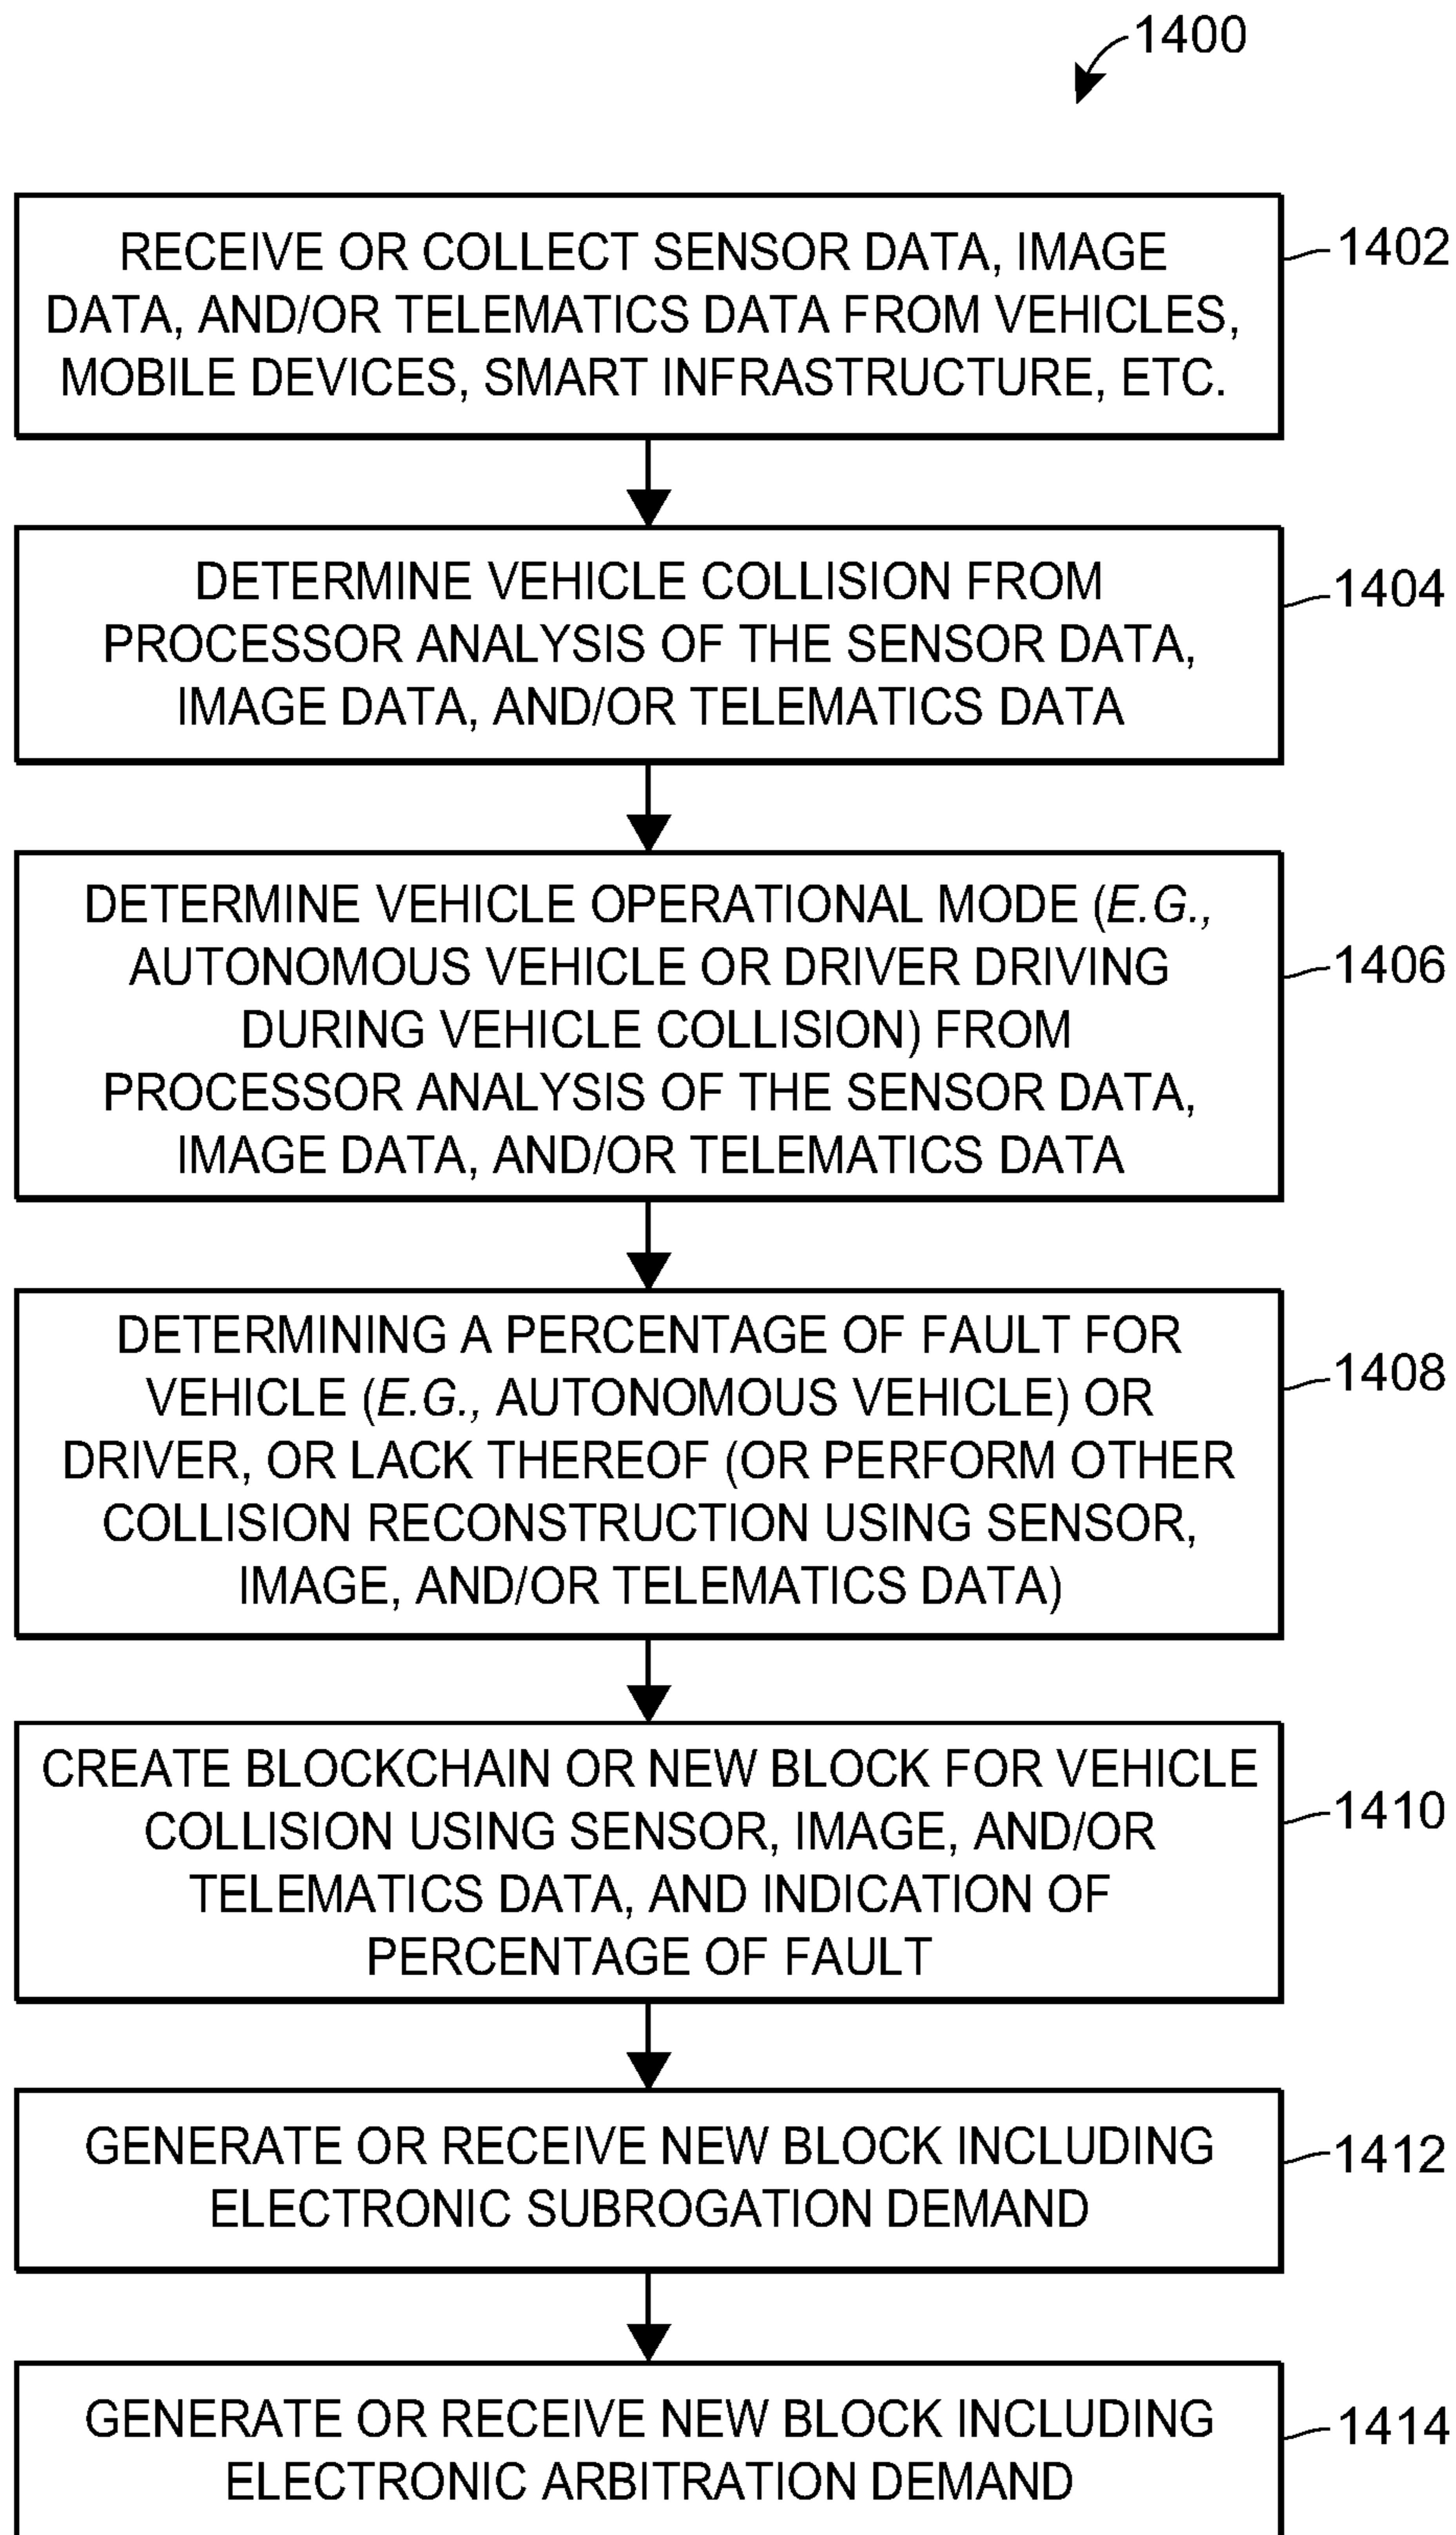 1400
RECEIVE OR COLLECT SENSOR DATA, IMAGE
DATA, AND/OR TELEMATICS DATA FROM VEHICLES,
MOBILE DEVICES, SMART INFRASTRUCTURE, ETC.
1402
DETERMINE VEHICLE COLLISION FROM
PROCESSOR ANALYSIS OF THE SENSOR DATA,
IMAGE DATA, AND/OR TELEMATICS DATA
1404
DETERMINE VEHICLE OPERATIONAL MODE (E.G.,
AUTONOMOUS VEHICLE OR DRIVER DRIVING
DURING VEHICLE COLLISION) FROM
PROCESSOR ANALYSIS OF THE SENSOR DATA,
IMAGE DATA, AND/OR TELEMATICS DATA
1406
DETERMINING A PERCENTAGE OF FAULT FOR
VEHICLE (E.G., AUTONOMOUS VEHICLE) OR
DRIVER, OR LACK THEREOF (OR PERFORM OTHER
COLLISION RECONSTRUCTION USING SENSOR,
IMAGE, AND/OR TELEMATICS DATA)
1408
CREATE BLOCKCHAIN OR NEW BLOCK FOR VEHICLE
COLLISION USING SENSOR, IMAGE, AND/OR
TELEMATICS DATA, AND INDICATION OF
PERCENTAGE OF FAULT
1410
GENERATE OR RECEIVE NEW BLOCK INCLUDING
ELECTRONIC SUBROGATION DEMAND
1412
GENERATE OR RECEIVE NEW BLOCK INCLUDING
ELECTRONIC ARBITRATION DEMAND
1414